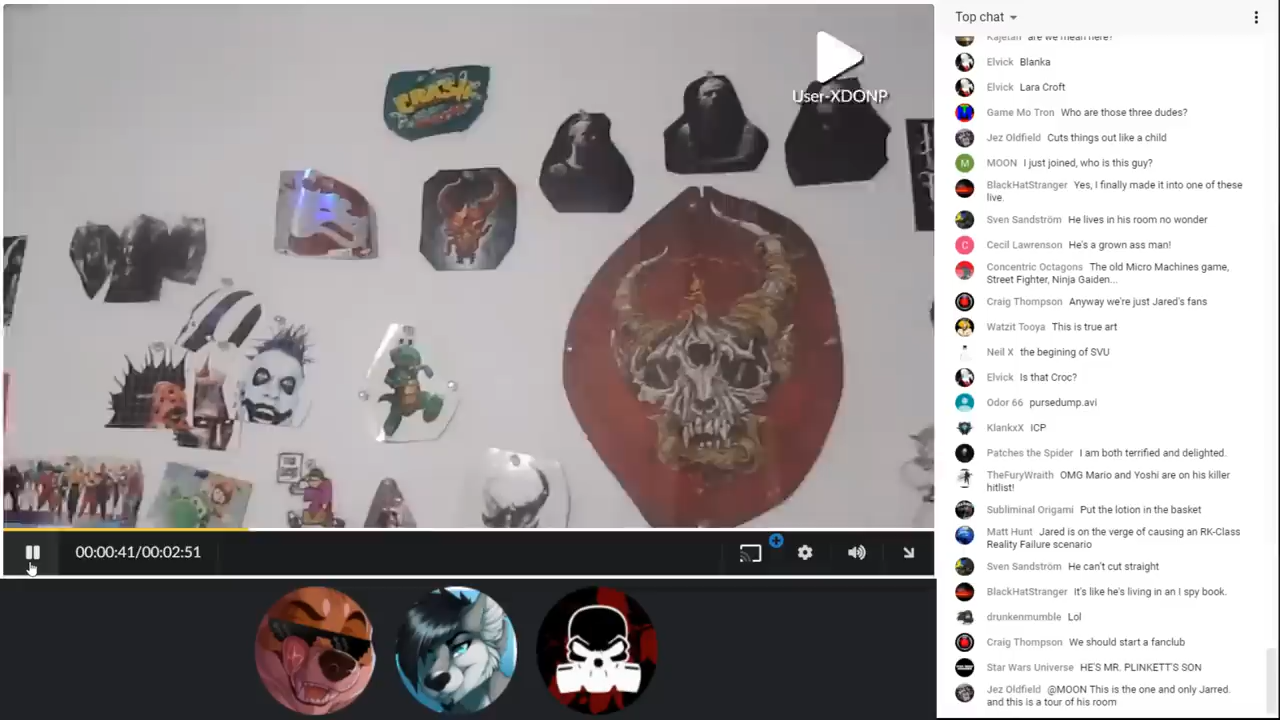 CRASH
User-XDONP
00:00:41/00:02:51
Top chat
Kajetan are we mean here?
Elvick Blanka
Elvick Lara Croft
Game Mo Tron Who are those three dudes?
Jez Oldfield Cuts things out like a child
M
MOON I just joined, who is this guy?
BlackHatStranger Yes, I finally made it into one of these
live.
Sven Sandström He lives in his room no wonder
C
Cecil Lawrenson He's a grown ass man!
Concentric Octagons The old Micro Machines game,
Street Fighter, Ninja Gaiden...
Craig Thompson Anyway we're just Jared's fans
Watzit Tooya This is true art
Neil X the begining of SVU
Elvick Is that Croc?
Odor 66 pursedump.avi
KlankxX ICP
Patches the Spider I am both terrified and delighted.
TheFuryWraith OMG Mario and Yoshi are on his killer
hitlist!
Subliminal Origami Put the lotion in the basket
Matt Hunt Jared is on the verge of causing an RK-Class
Reality Failure scenario
Sven Sandström He can't cut straight
BlackHatStranger It's like he's living in an I spy book.
drunkenmumble Lol
Craig Thompson We should start a fanclub
Star Wars Universe HE'S MR. PLINKETT'S SON
Jez Oldfield @MOON This is the one and only Jarred.
and this is a tour of his room